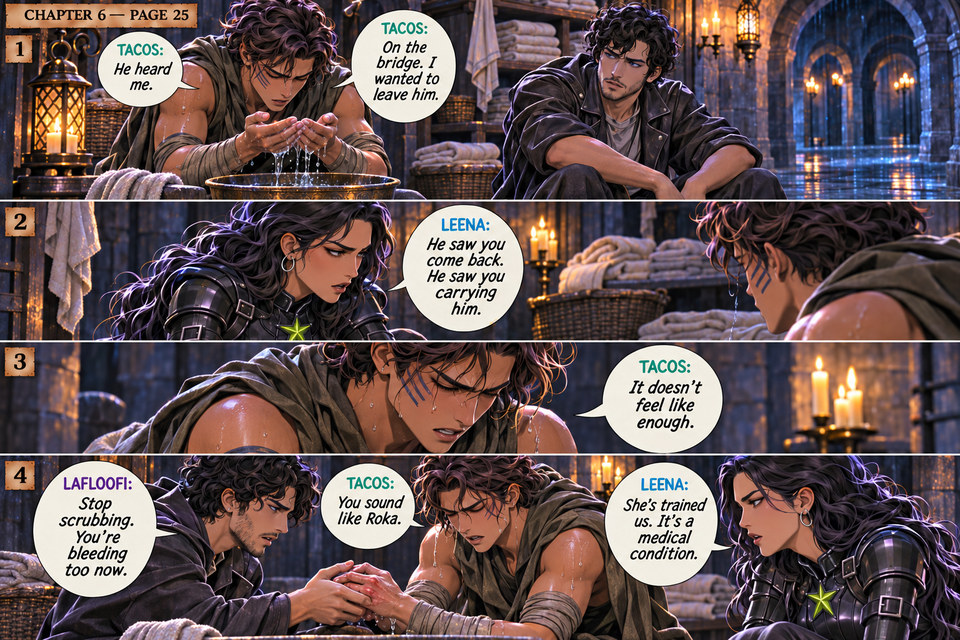 CHAPTER 6 — PAGE 25
1
TACOS:
He heard
me.
TACOS:
On the
bridge. I
wanted to
leave him.
2
LEENA:
He saw you
come back.
He saw you
carrying
him.
3
TACOS:
It doesn't
feel like
enough.
4
LAFLOOFI:
Stop
scrubbing.
You're
bleeding
too now.
TACOS:
You sound
like Roka.
LEENA:
She's trained
us. It's a
medical
condition.